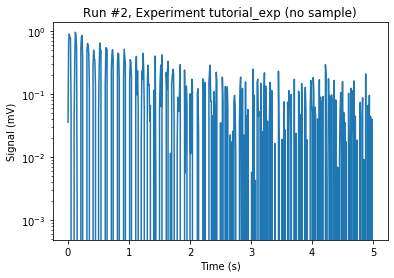 Run #2, Experiment tutorial_exp (no sample)
Signal (mV)
10⁰
10⁻¹
10⁻²
10⁻³
0 1 2 3 4 5
Time (s)